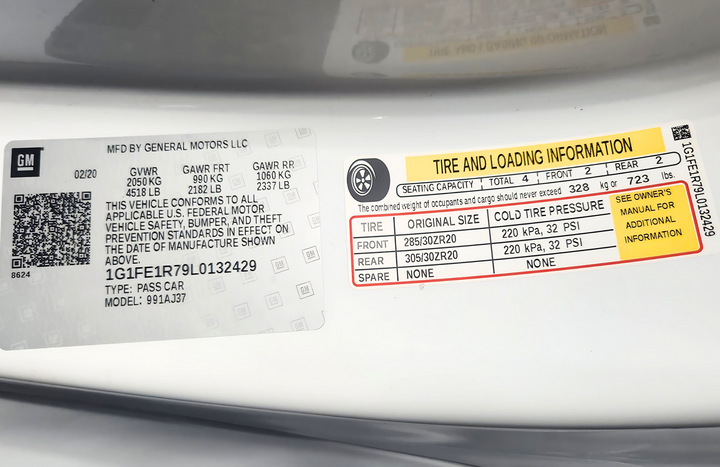 GM
MFD BY GENERAL MOTORS LLC
02/20
GVWR GAWR FRT GAWR RR
2050 KG 990 KG 1060 KG
4518 LB 2182 LB 2337 LB
THIS VEHICLE CONFORMS TO ALL
APPLICABLE U.S. FEDERAL MOTOR
VEHICLE SAFETY, BUMPER, AND THEFT
PREVENTION STANDARDS IN EFFECT ON
THE DATE OF MANUFACTURE SHOWN
ABOVE.
8624
1G1FE1R79L0132429
TYPE: PASS CAR
MODEL: 991AJ37
TIRE AND LOADING INFORMATION
SEATING CAPACITY TOTAL 4 FRONT 2 REAR 2
The combined weight of occupants and cargo should never exceed 328 kg or 723 lbs.
TIRE ORIGINAL SIZE COLD TIRE PRESSURE
FRONT 285/30ZR20 220 kPa, 32 PSI
REAR 305/30ZR20 220 kPa, 32 PSI
SPARE NONE NONE
SEE OWNER'S
MANUAL FOR
ADDITIONAL
INFORMATION
1G1FE1R79L0132429